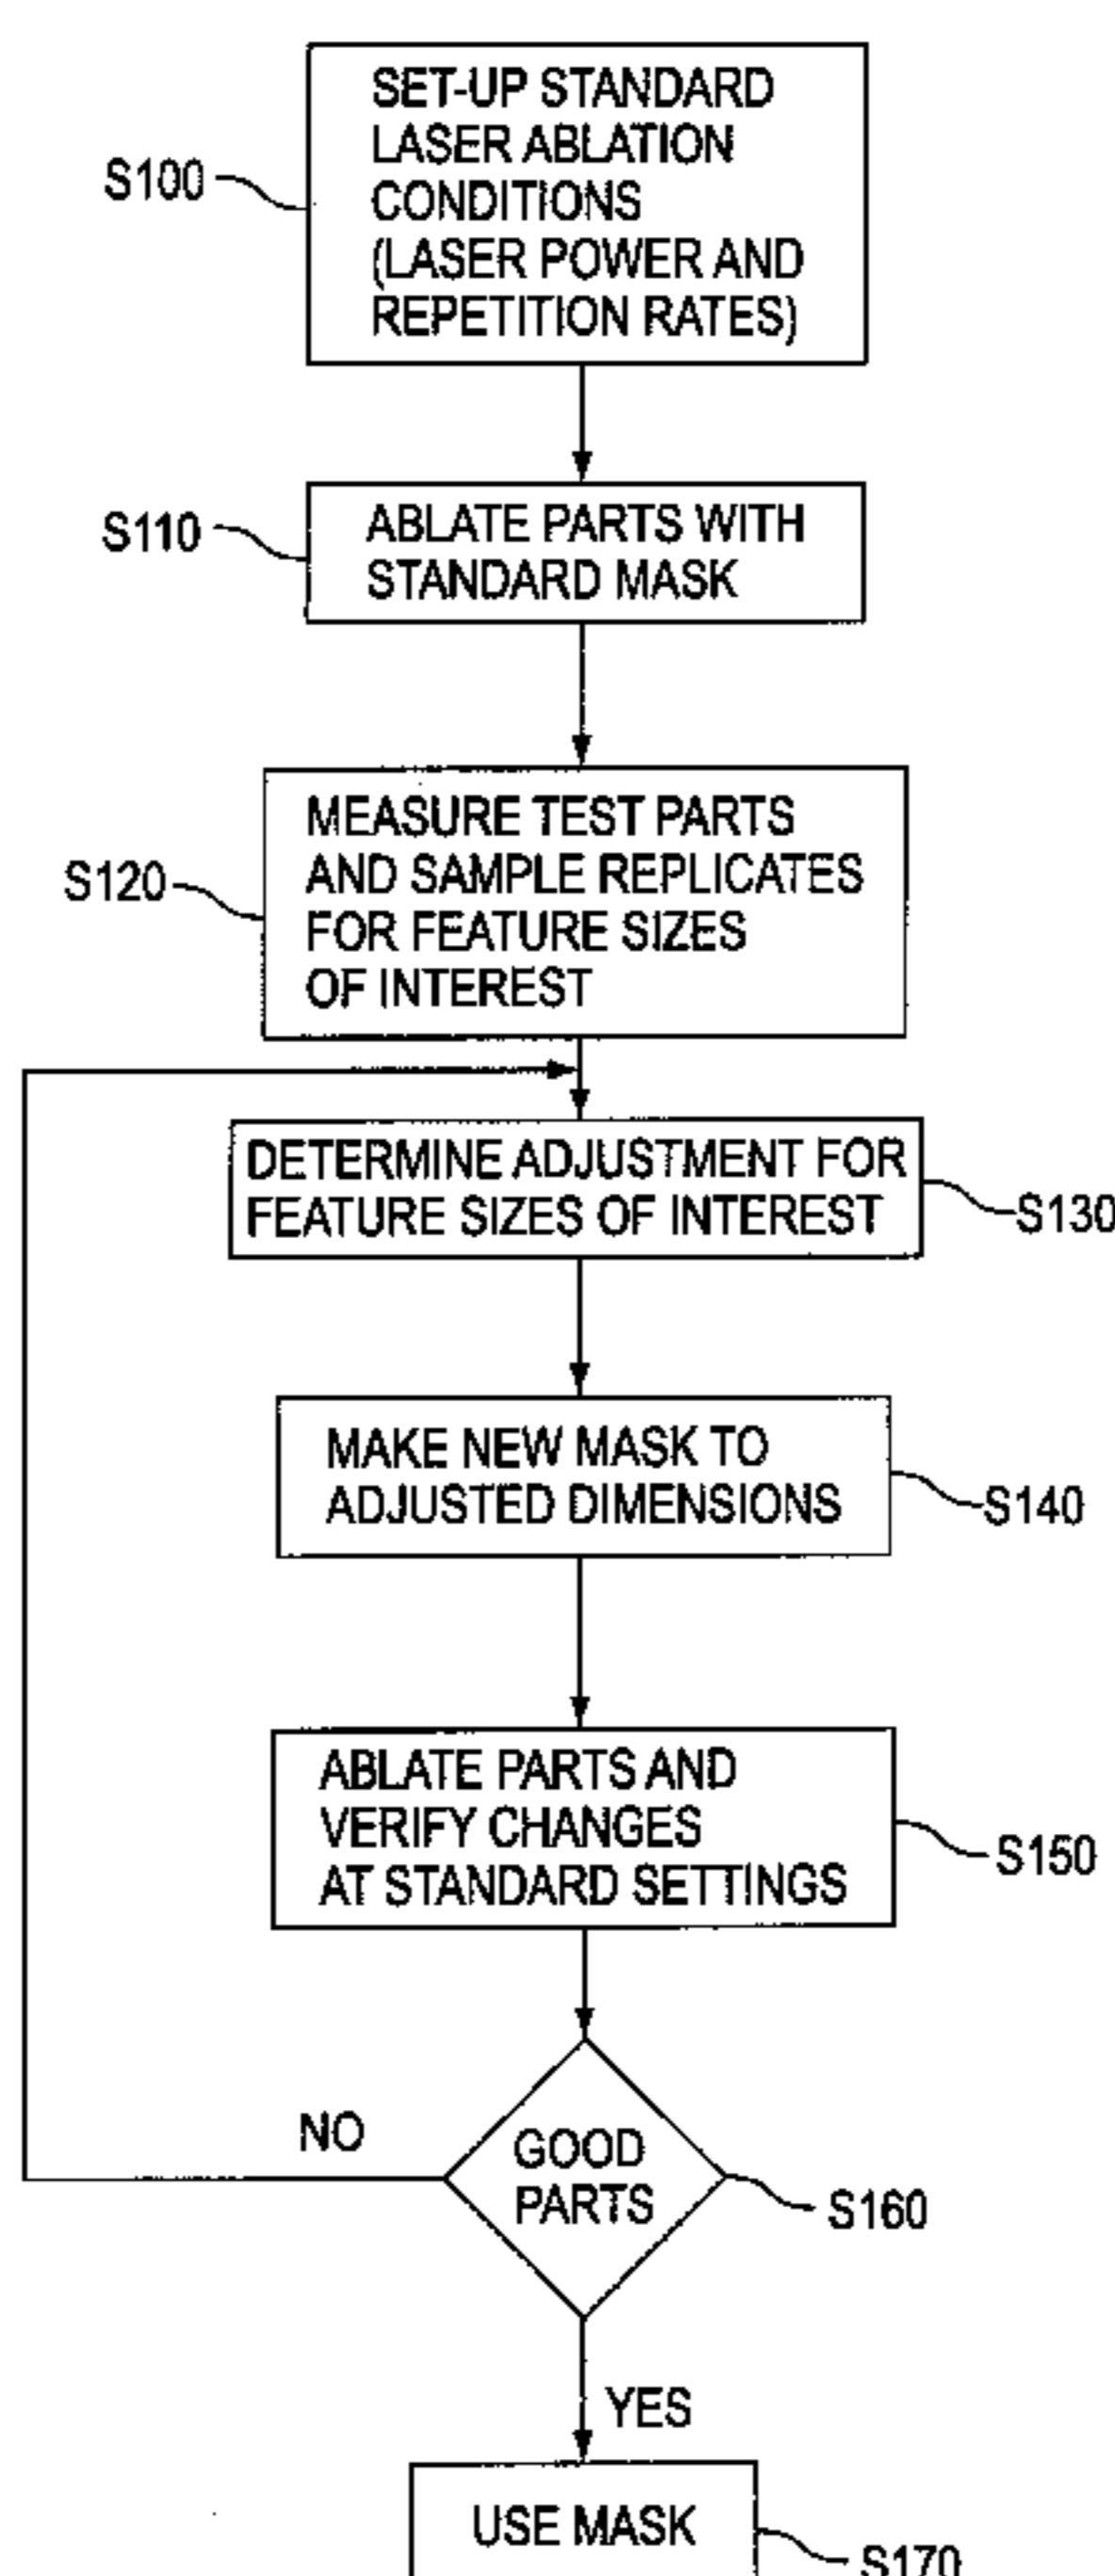 SET-UP STANDARD
LASER ABLATION
CONDITIONS
(LASER POWER AND
REPETITION RATES)
S100
ABLATE PARTS WITH
STANDARD MASK
S110
MEASURE TEST PARTS
AND SAMPLE REPLICATES
FOR FEATURE SIZES
OF INTEREST
S120
DETERMINE ADJUSTMENT FOR
FEATURE SIZES OF INTEREST
S130
MAKE NEW MASK TO
ADJUSTED DIMENSIONS
S140
ABLATE PARTS AND
VERIFY CHANGES
AT STANDARD SETTINGS
S150
NO
GOOD
PARTS
S160
YES
USE MASK
S170